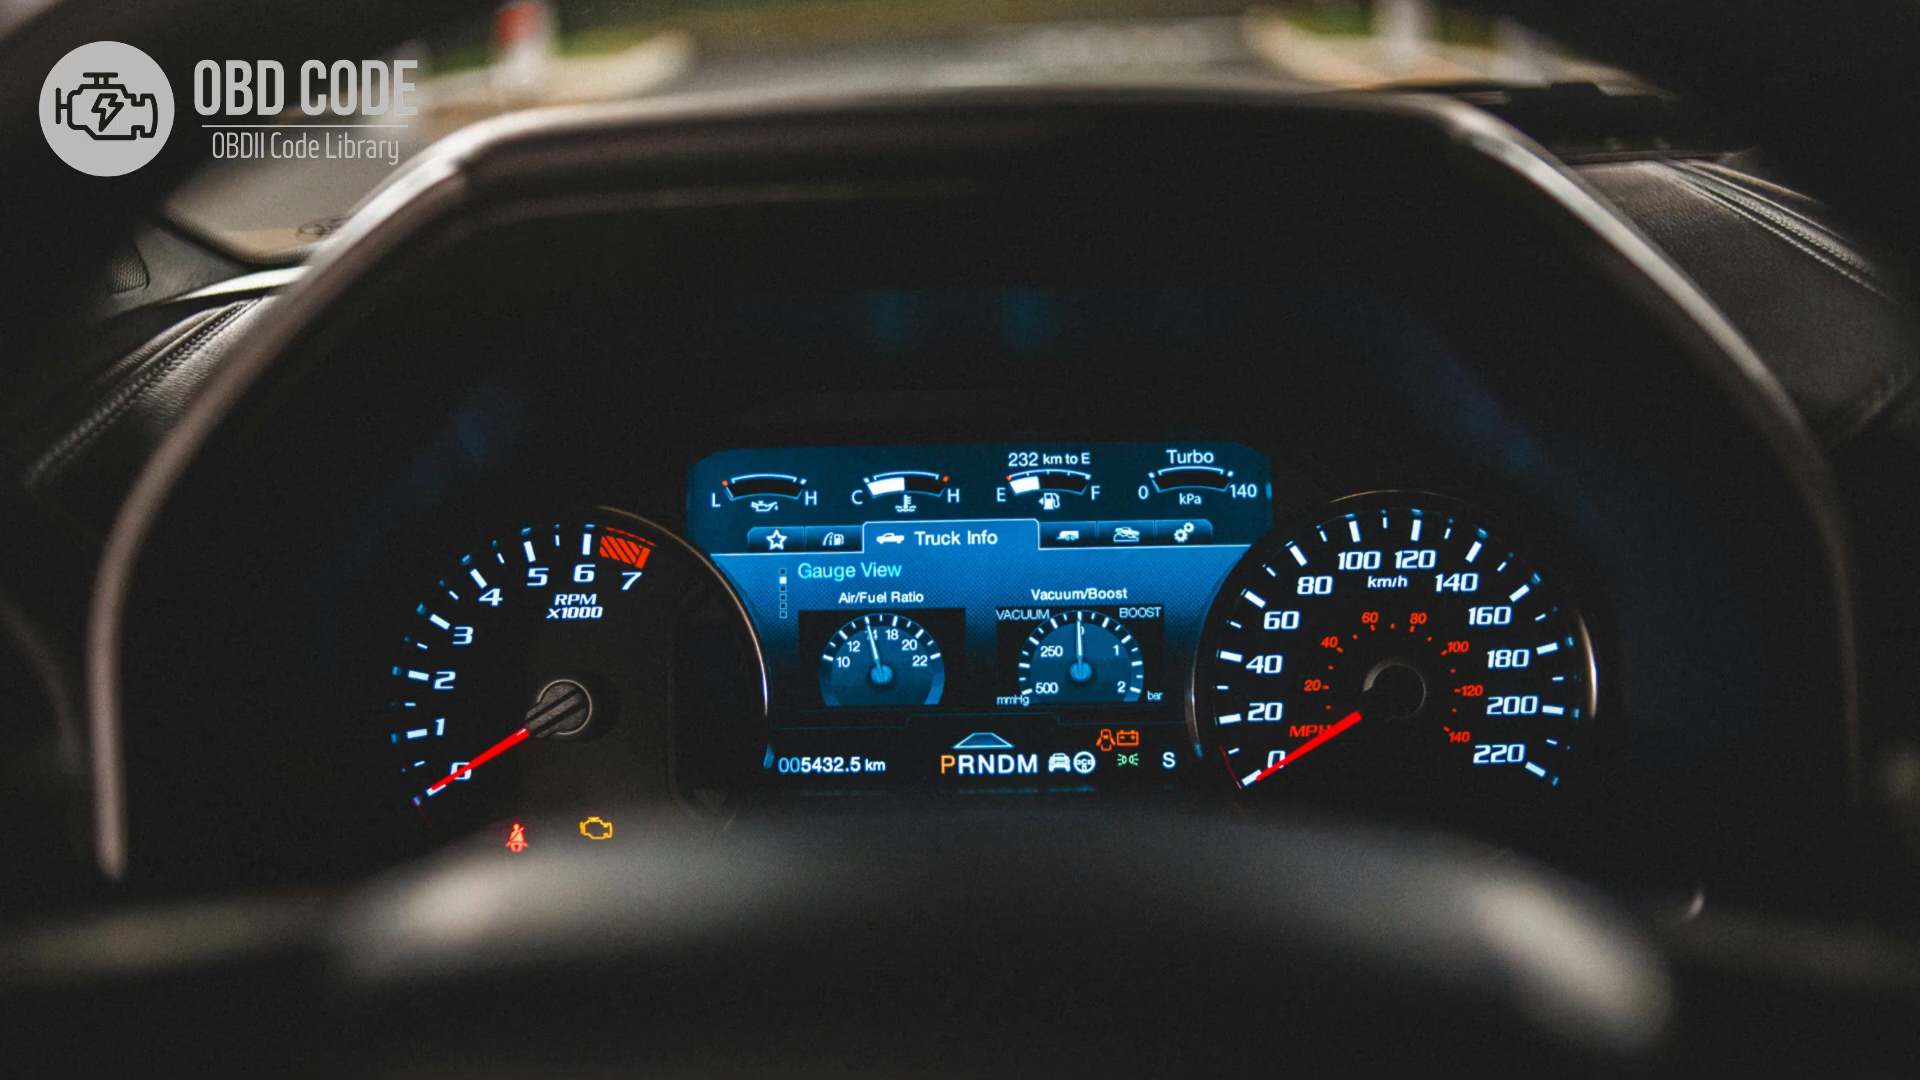 OBD CODE
OBDII Code Library
232 km to E
Turbo
L H C H E F 0 140
kPa
Truck Info
Gauge View
Air/Fuel Ratio
10 12 14 18 20 22
Vacuum/Boost
VACUUM BOOST
500 250 0 1 2
mmHg bar
0 1 2 3 4 5 6 7
RPM
X1000
005432.5 km
PRNDM
S
0 20 40 60 80 100 120 140 160 180 200 220
km/h
20 40 60 80 100 120 140
MPH